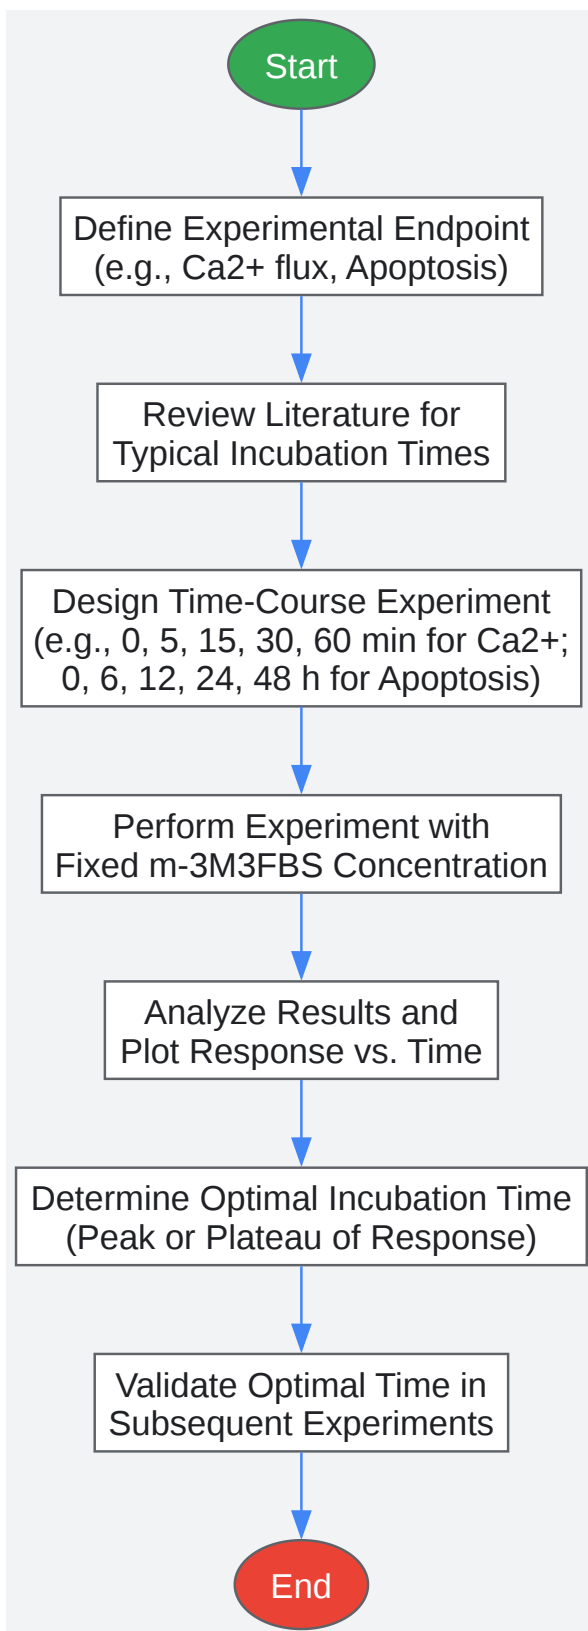 Start
Define Experimental Endpoint
(e.g., Ca2+ flux, Apoptosis)
Review Literature for
Typical Incubation Times
Design Time-Course Experiment
(e.g., 0, 5, 15, 30, 60 min for Ca2+;
0, 6, 12, 24, 48 h for Apoptosis)
Perform Experiment with
Fixed m-3M3FBS Concentration
Analyze Results and
Plot Response vs. Time
Determine Optimal Incubation Time
(Peak or Plateau of Response)
Validate Optimal Time in
Subsequent Experiments
End